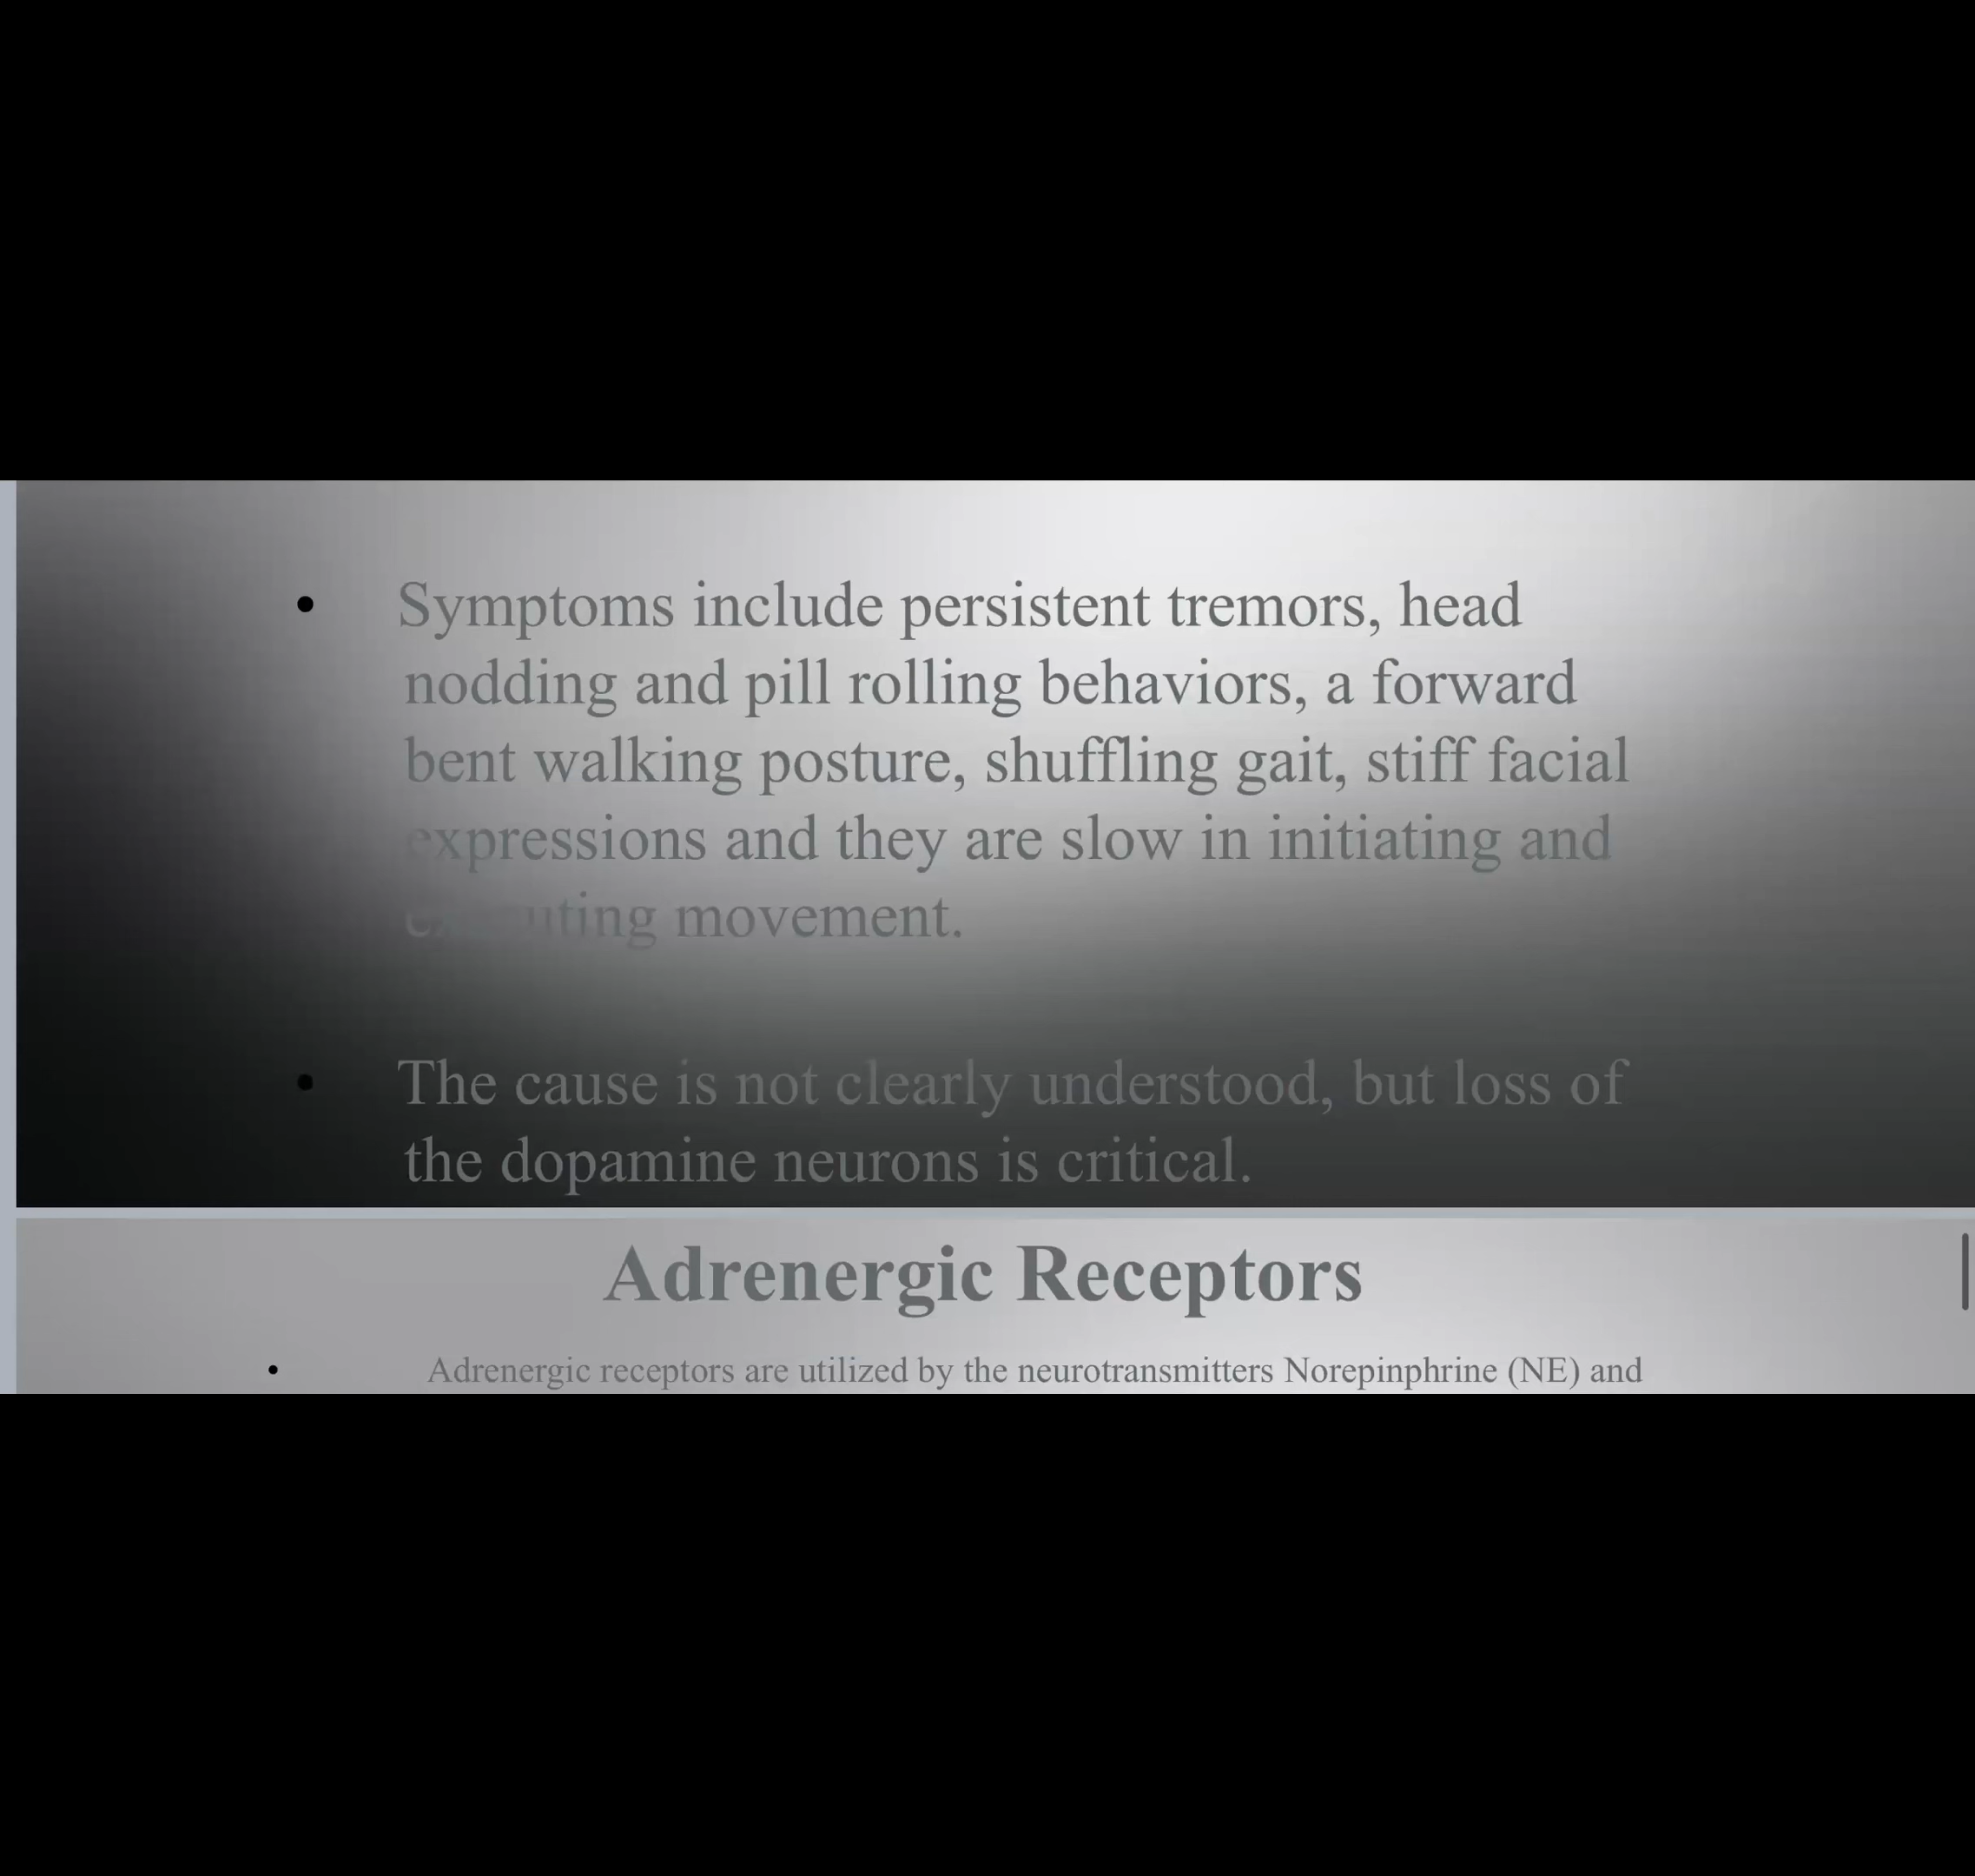 • Symptoms include persistent tremors, head
nodding and pill rolling behaviors, a forward
bent walking posture, shuffling gait, stiff facial
expressions and they are slow in initiating and
executing movement.
• The cause is not clearly understood, but loss of
the dopamine neurons is critical.
Adrenergic Receptors
• Adrenergic receptors are utilized by the neurotransmitters Norepinphrine (NE) and